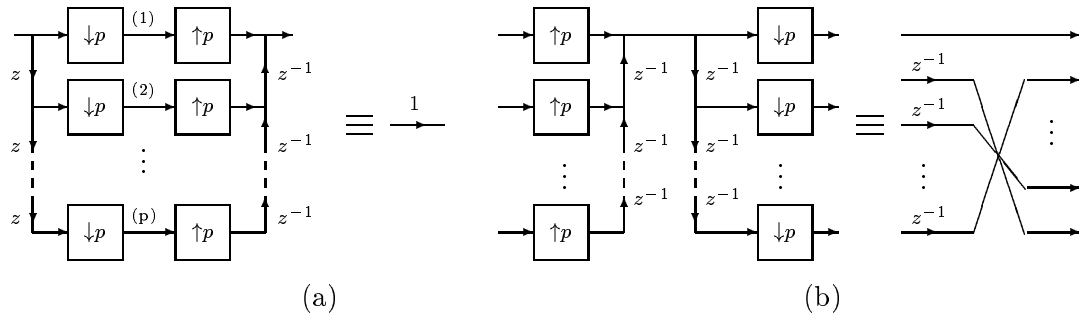 (1) (2) (p)
↓p ↑p
z z⁻¹
↓p ↑p
z z⁻¹
⋮
z z⁻¹
↓p ↑p
≡ 1
↑p ↓p
z⁻¹ z⁻¹
↑p ↓p
z⁻¹ z⁻¹
⋮ ⋮
z⁻¹ z⁻¹
↑p ↓p
≡
z⁻¹
z⁻¹
⋮ ⋮
z⁻¹
(a) (b)